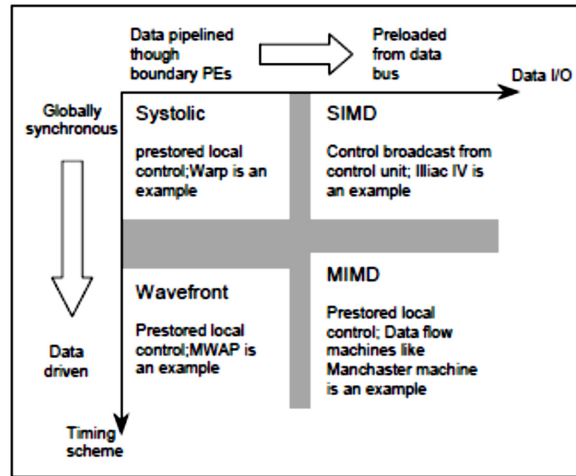 Data pipelined
though
boundary PEs
Preloaded
from data
bus
Data I/O
Globally
synchronous
Systolic
prestored local
control;Warp is an
example
SIMD
Control broadcast from
control unit; Illiac IV is
an example
Wavefront
Prestored local
control;MWAP is
an example
MIMD
Prestored local
control; Data flow
machines like
Manchaster machine
is an example
Data
driven
Timing
scheme